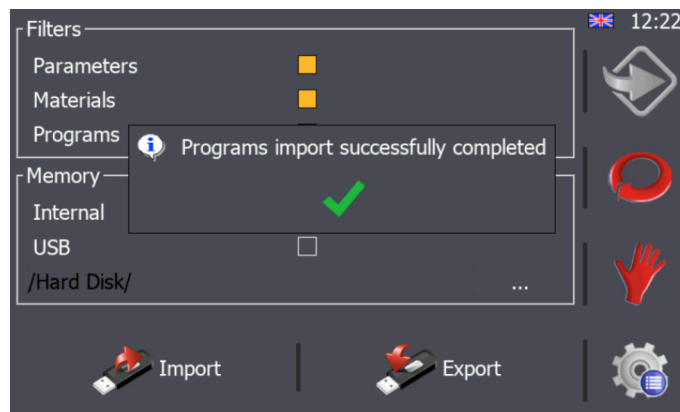 Filters
12:22
Parameters
Materials
Programs
Programs import successfully completed
Memory
Internal
USB
/Hard Disk/
...
Import
Export